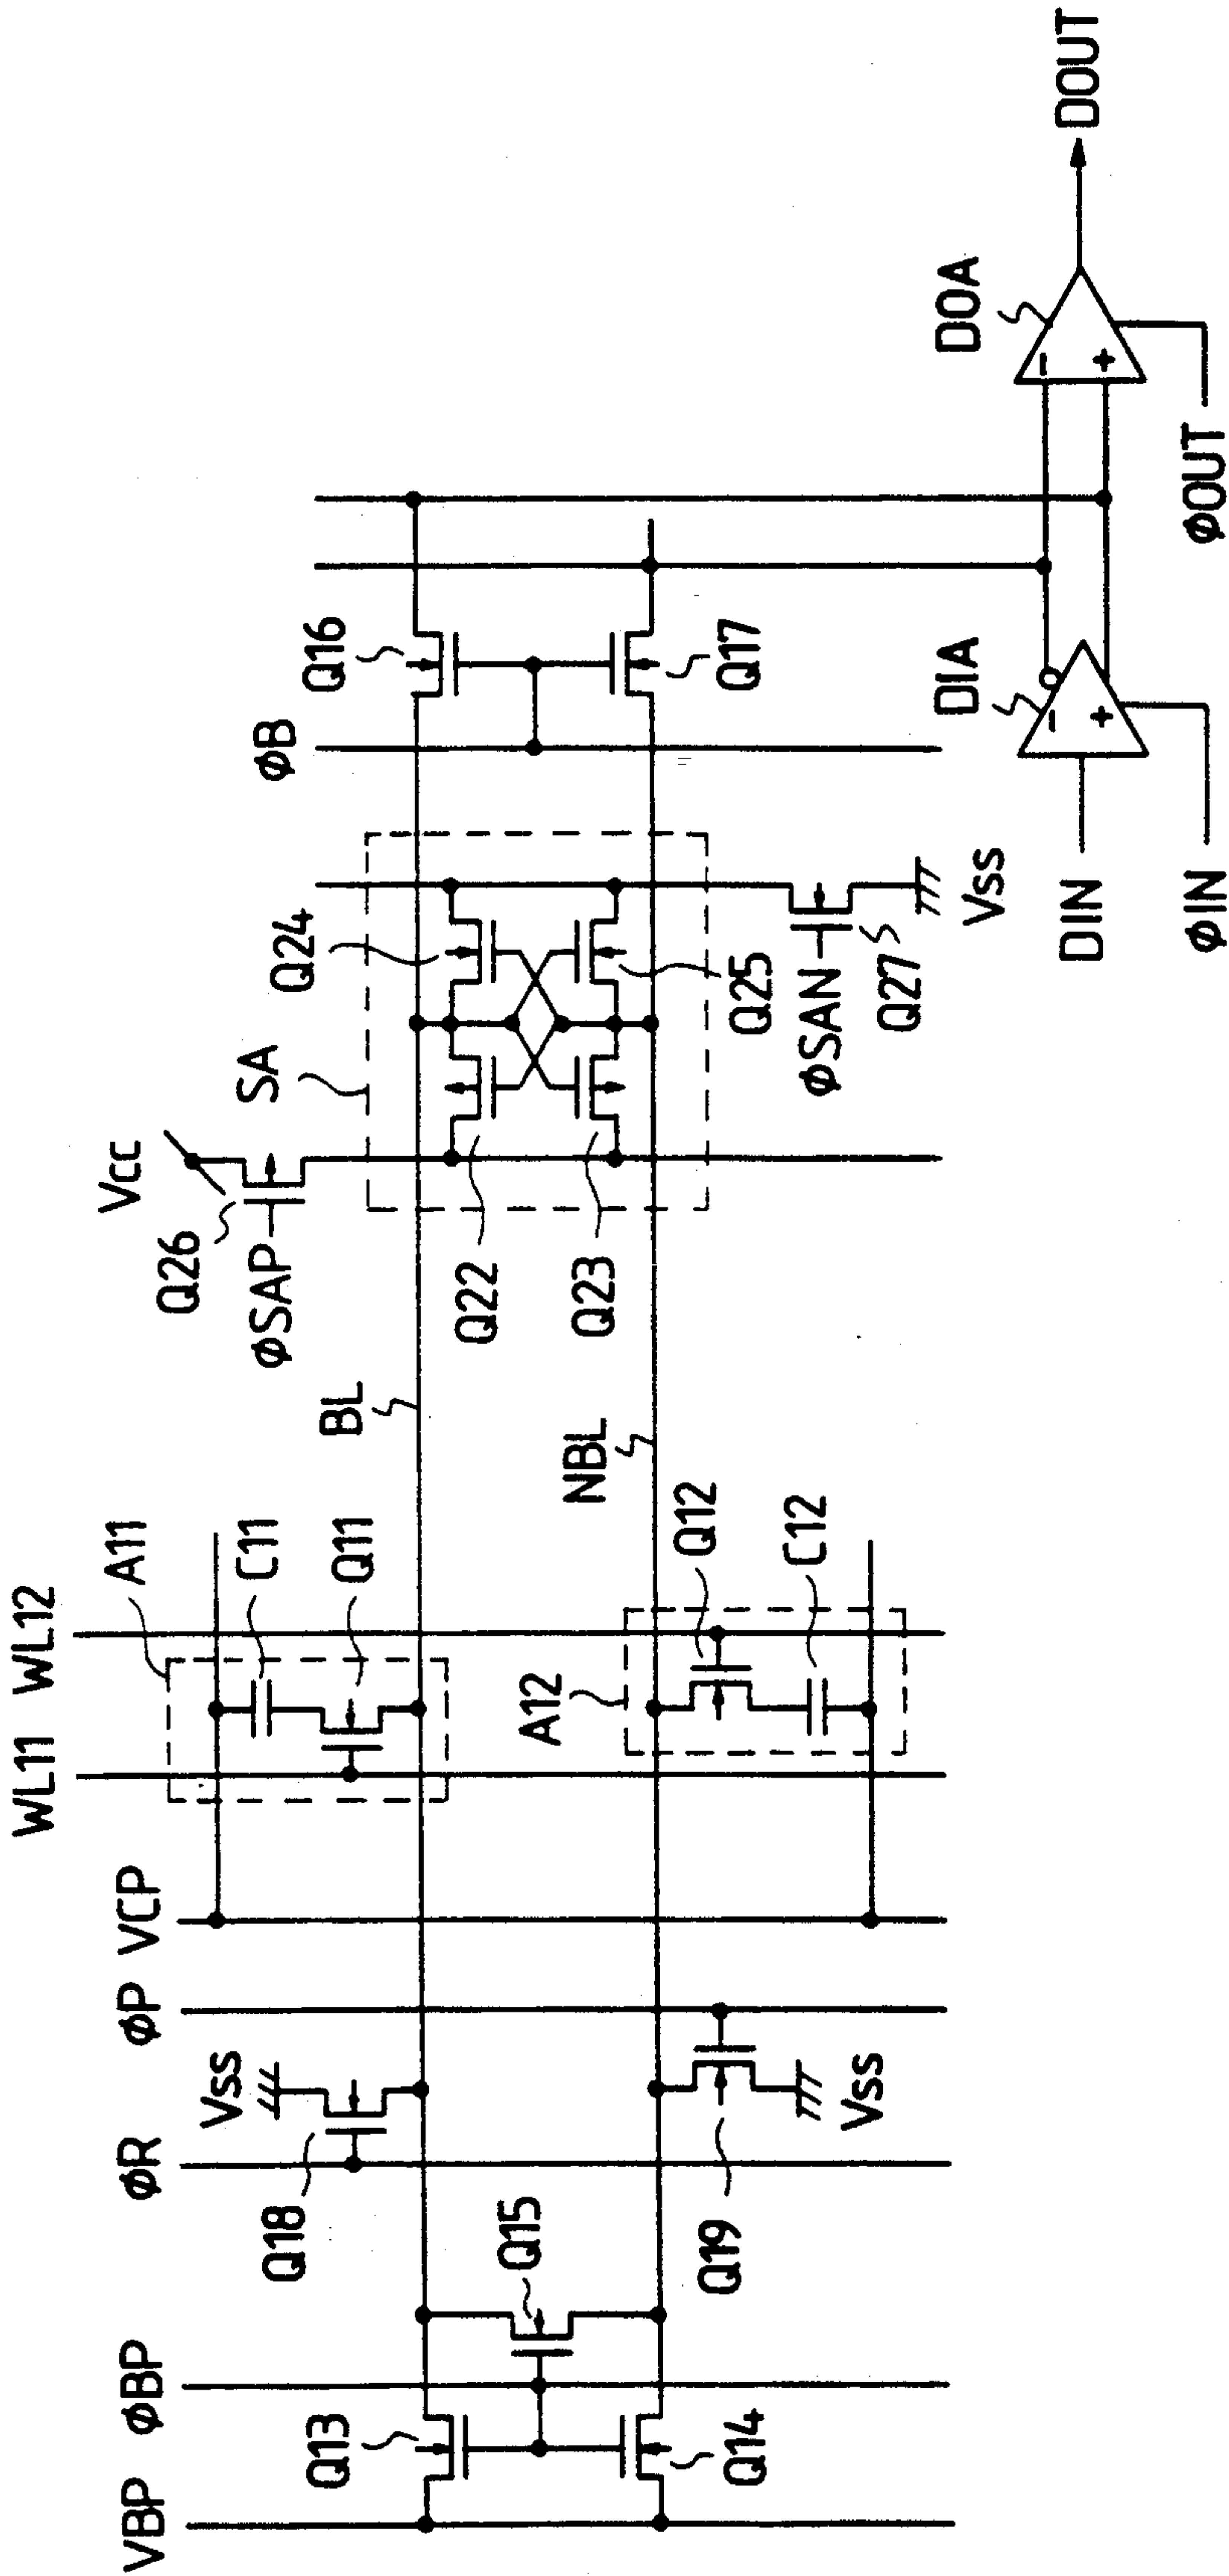 VBP
ϕBP
ϕR
ϕP
VCP
WL11
WL12
Q13
Q14
Q15
Q18
Vss
Q19
Vss
A11
C11
Q11
A12
Q12
C12
BL
NBL
Vcc
Q26
ϕSAP
SA
Q22
Q23
Q24
Q25
ϕSAN
Q27
Vss
ϕB
Q16
Q17
DIN
ϕIN
DIA
−
+
DOA
−
+
ϕOUT
DOUT